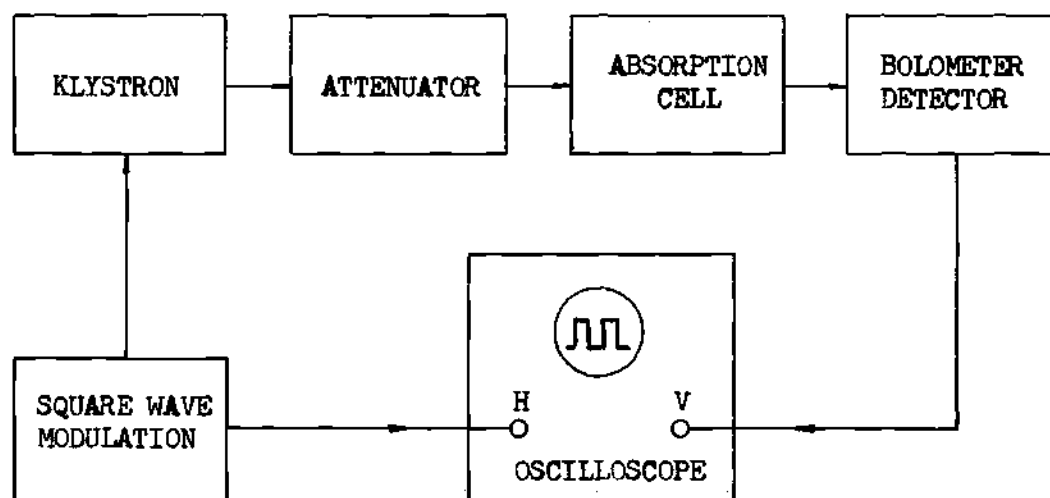 KLYSTRON
ATTENUATOR
ABSORPTION
CELL
BOLOMETER
DETECTOR
SQUARE WAVE
MODULATION
H
V
OSCILLOSCOPE